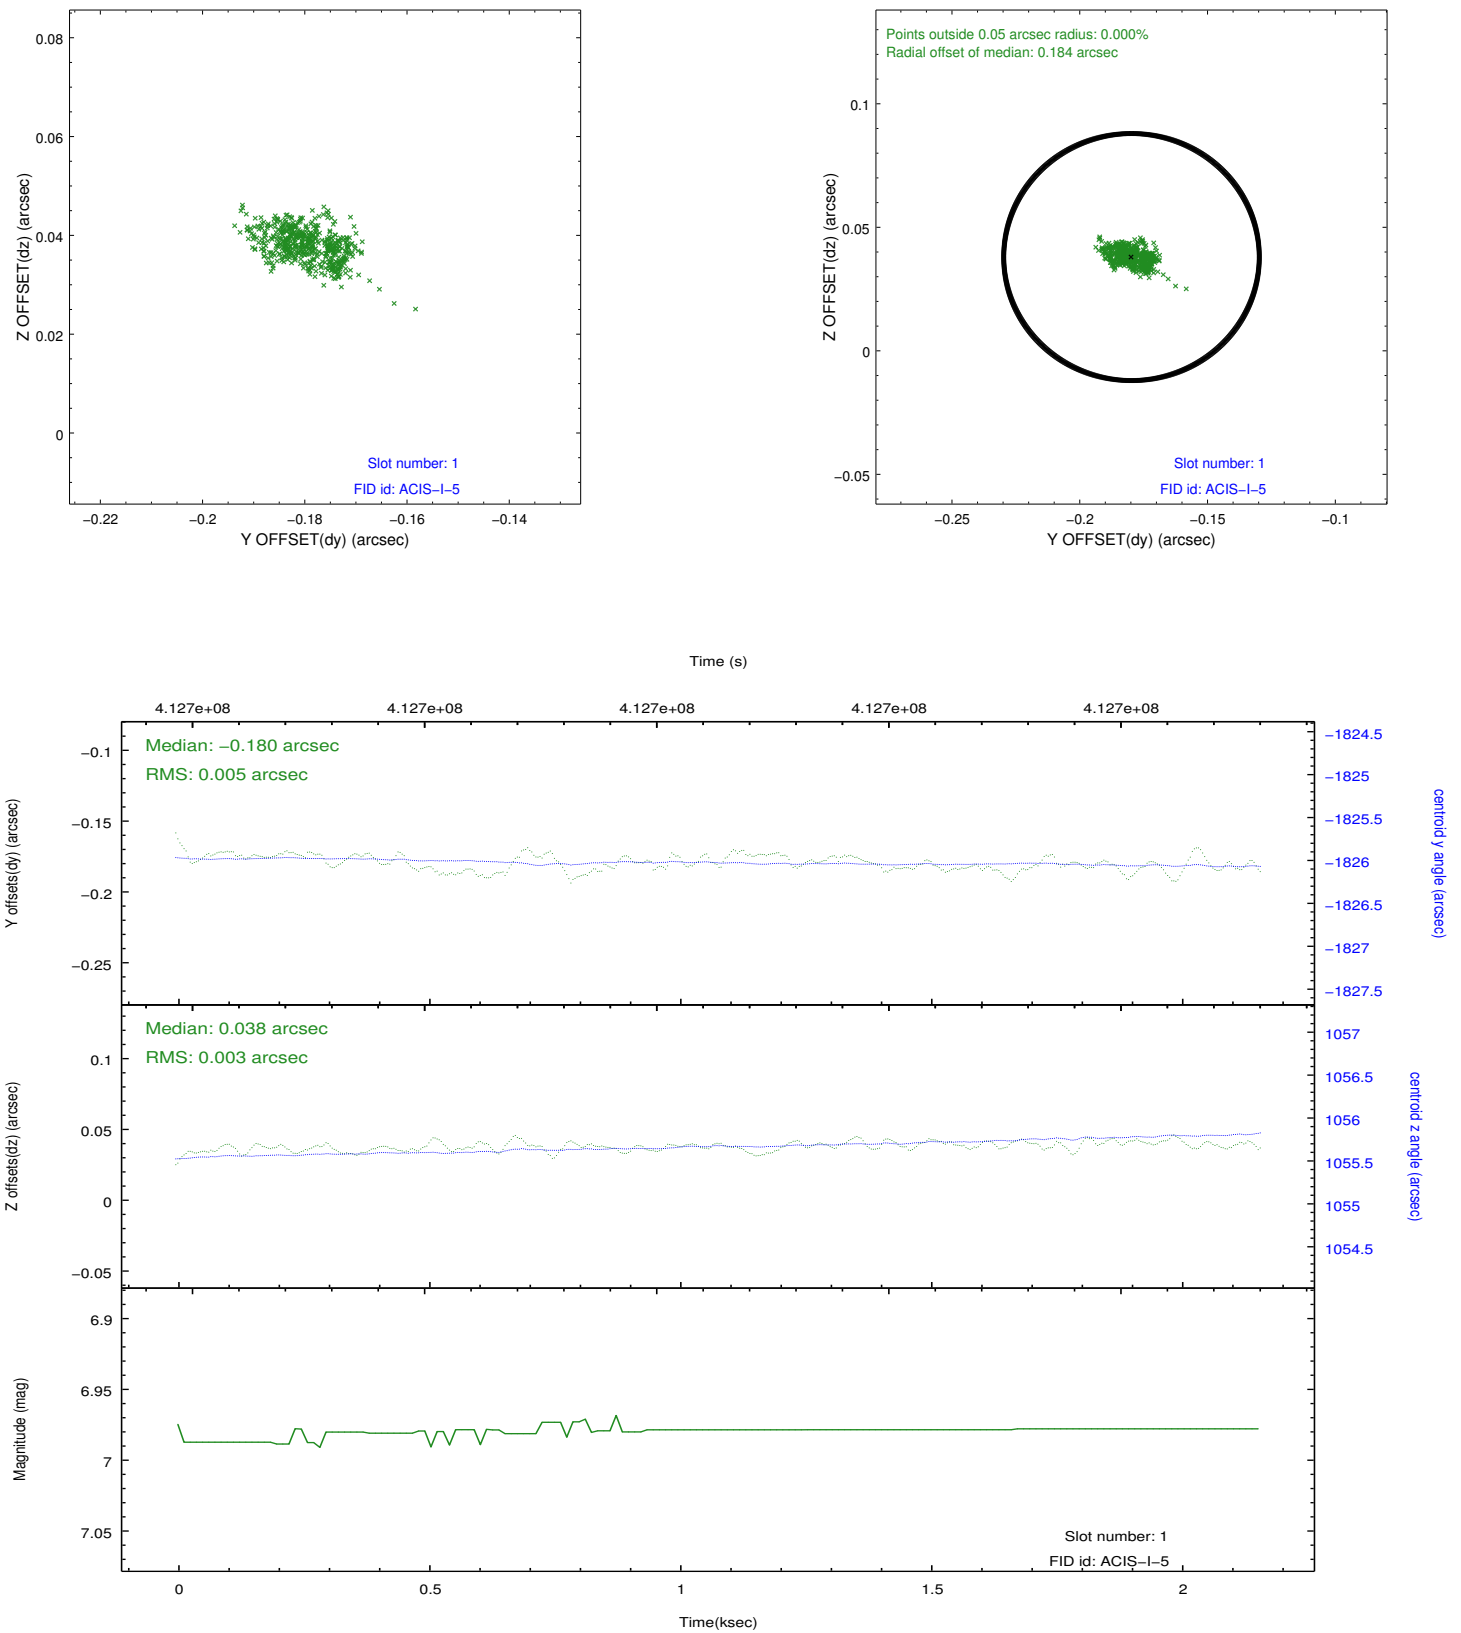 0.08
0.06
0.04
0.02
0
Z OFFSET(dz) (arcsec)
Slot number: 1
FID id: ACIS−I−5
−0.22 −0.2 −0.18 −0.16 −0.14
Y OFFSET(dy) (arcsec)
Points outside 0.05 arcsec radius: 0.000%
Radial offset of median: 0.184 arcsec
0.1
0.05
0
−0.05
Z OFFSET(dz) (arcsec)
Slot number: 1
FID id: ACIS−I−5
−0.25 −0.2 −0.15 −0.1
Y OFFSET(dy) (arcsec)
Time (s)
4.127e+08 4.127e+08 4.127e+08 4.127e+08 4.127e+08
Median: −0.180 arcsec
RMS: 0.005 arcsec
−0.1
−0.15
−0.2
−0.25
Y offsets(dy) (arcsec)
−1824.5
−1825
−1825.5
−1826
−1826.5
−1827
−1827.5
centroid y angle (arcsec)
Median: 0.038 arcsec
RMS: 0.003 arcsec
0.1
0.05
0
−0.05
Z offsets(dz) (arcsec)
1057
1056.5
1056
1055.5
1055
1054.5
centroid z angle (arcsec)
6.9
6.95
7
7.05
Magnitude (mag)
Slot number: 1
FID id: ACIS−I−5
0 0.5 1 1.5 2
Time(ksec)